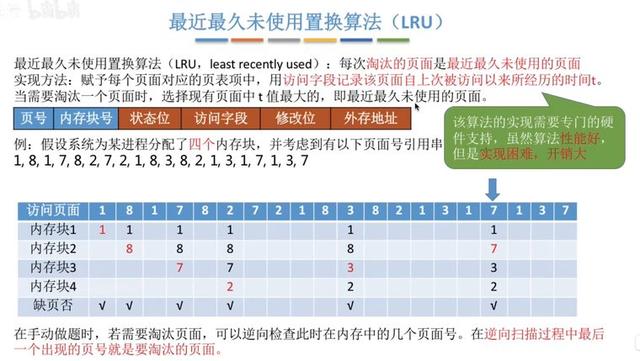 最近最久未使用置换算法（LRU）
最近最久未使用置换算法（LRU，least recently used）：每次淘汰的页面是最近最久未使用的页面
实现方法：赋予每个页面对应的页表项中，用访问字段记录该页面自上次被访问以来所经历的时间t。
当需要淘汰一个页面时，选择现有页面中 t 值最大的，即最近最久未使用的页面。
页号 内存块号 状态位 访问字段 修改位 外存地址
该算法的实现需要专门的硬
件支持，虽然算法性能好，
但是实现困难，开销大
例：假设系统为某进程分配了四个内存块，并考虑到有以下页面号引用串
1, 8, 1, 7, 8, 2, 7, 2, 1, 8, 3, 8, 2, 1, 3, 1, 7, 1, 3, 7
访问页面 1 8 1 7 8 2 7 2 1 8 3 8 2 1 3 1 7 1 3 7
内存块1 1 1 1 1 1 1
内存块2 8 8 8 8 7
内存块3 7 7 3 3
内存块4 2 2 2
缺页否 √ √ √ √ √ √
在手动做题时，若需要淘汰页面，可以逆向检查此时在内存中的几个页面号。在逆向扫描过程中最后
一个出现的页号就是要淘汰的页面。